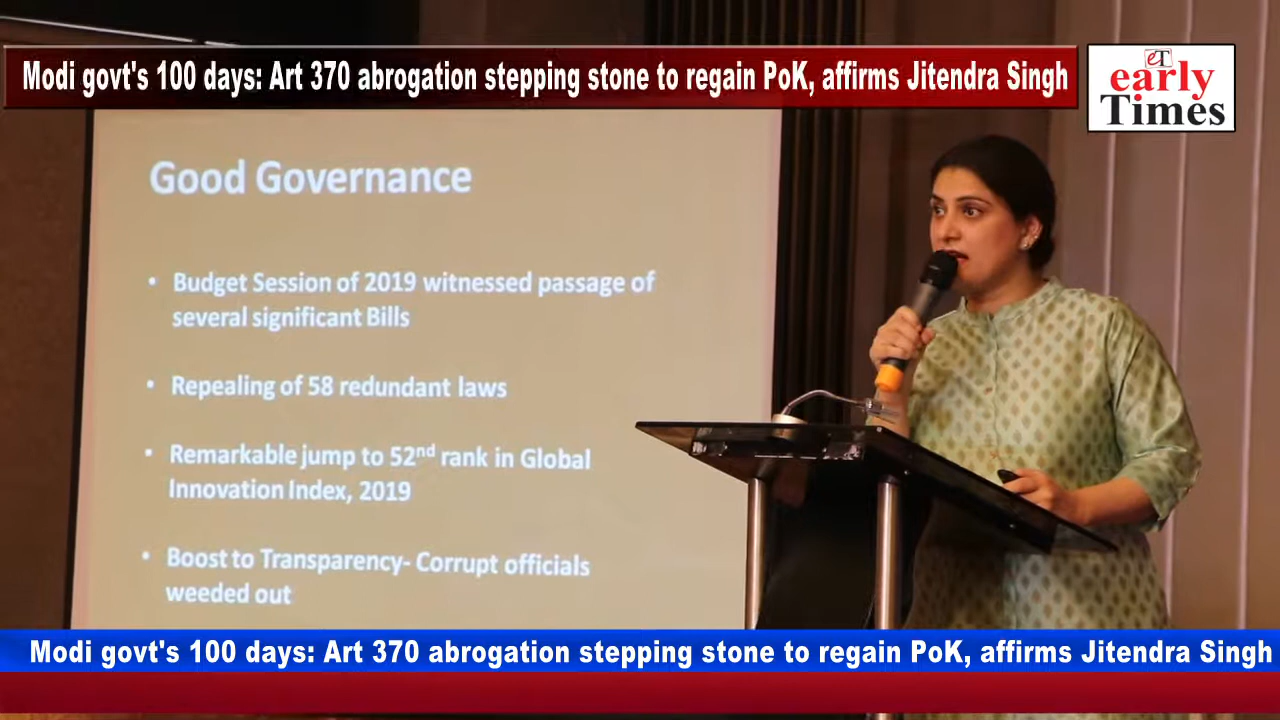 Modi govt's 100 days: Art 370 abrogation stepping stone to regain PoK, affirms Jitendra Singh
eT
early
Times
Good Governance
• Budget Session of 2019 witnessed passage of
several significant Bills
• Repealing of 58 redundant laws
• Remarkable jump to 52nd rank in Global
Innovation Index, 2019
• Boost to Transparency- Corrupt officials
weeded out
Modi govt's 100 days: Art 370 abrogation stepping stone to regain PoK, affirms Jitendra Singh